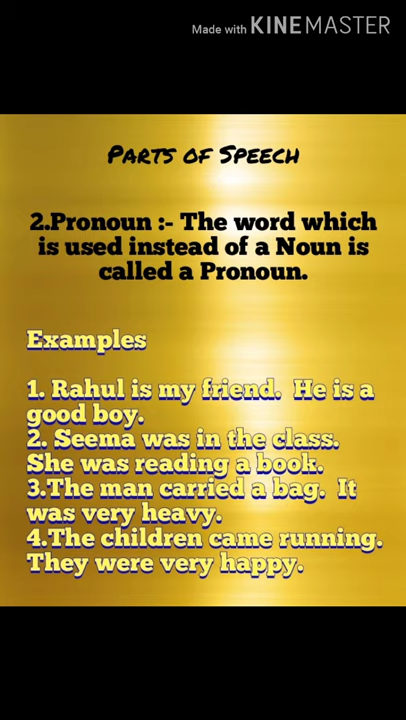 Made with KINEMASTER
Parts of Speech
2.Pronoun :- The word which
is used instead of a Noun is
called a Pronoun.
Examples
1. Rahul is my friend. He is a
good boy.
2. Seema was in the class.
She was reading a book.
3.The man carried a bag. It
was very heavy.
4.The children came running.
They were very happy.